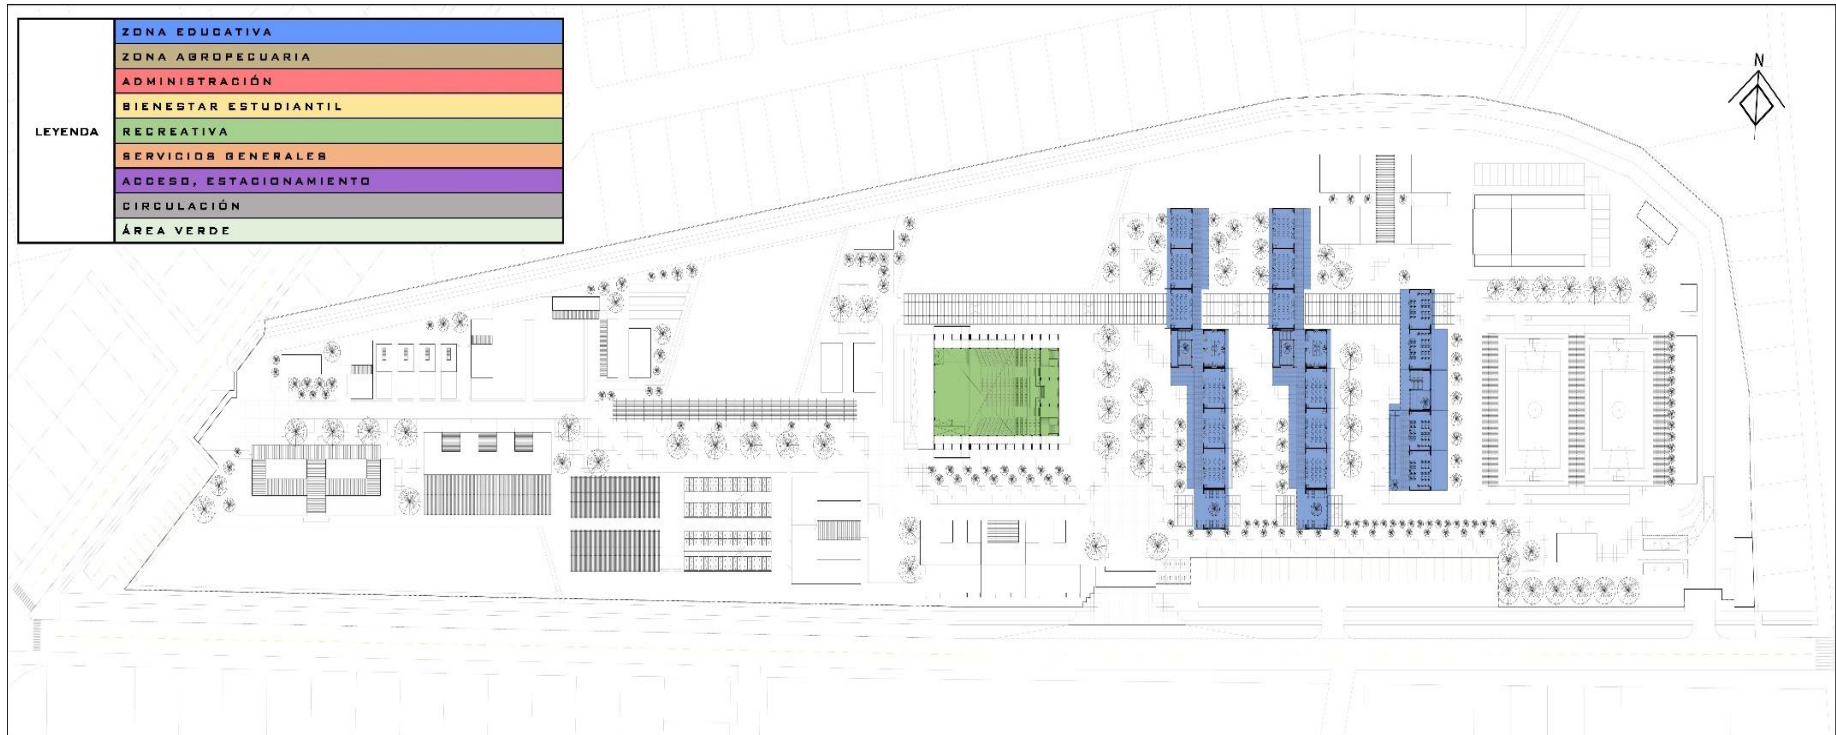 LEYENDA
ZONA EDUCATIVA
ZONA AGROPECUARIA
ADMINISTRACIÓN
BIENESTAR ESTUDIANTIL
RECREATIVA
SERVICIOS GENERALES
ACCESO, ESTACIONAMIENTO
CIRCULACIÓN
ÁREA VERDE
N